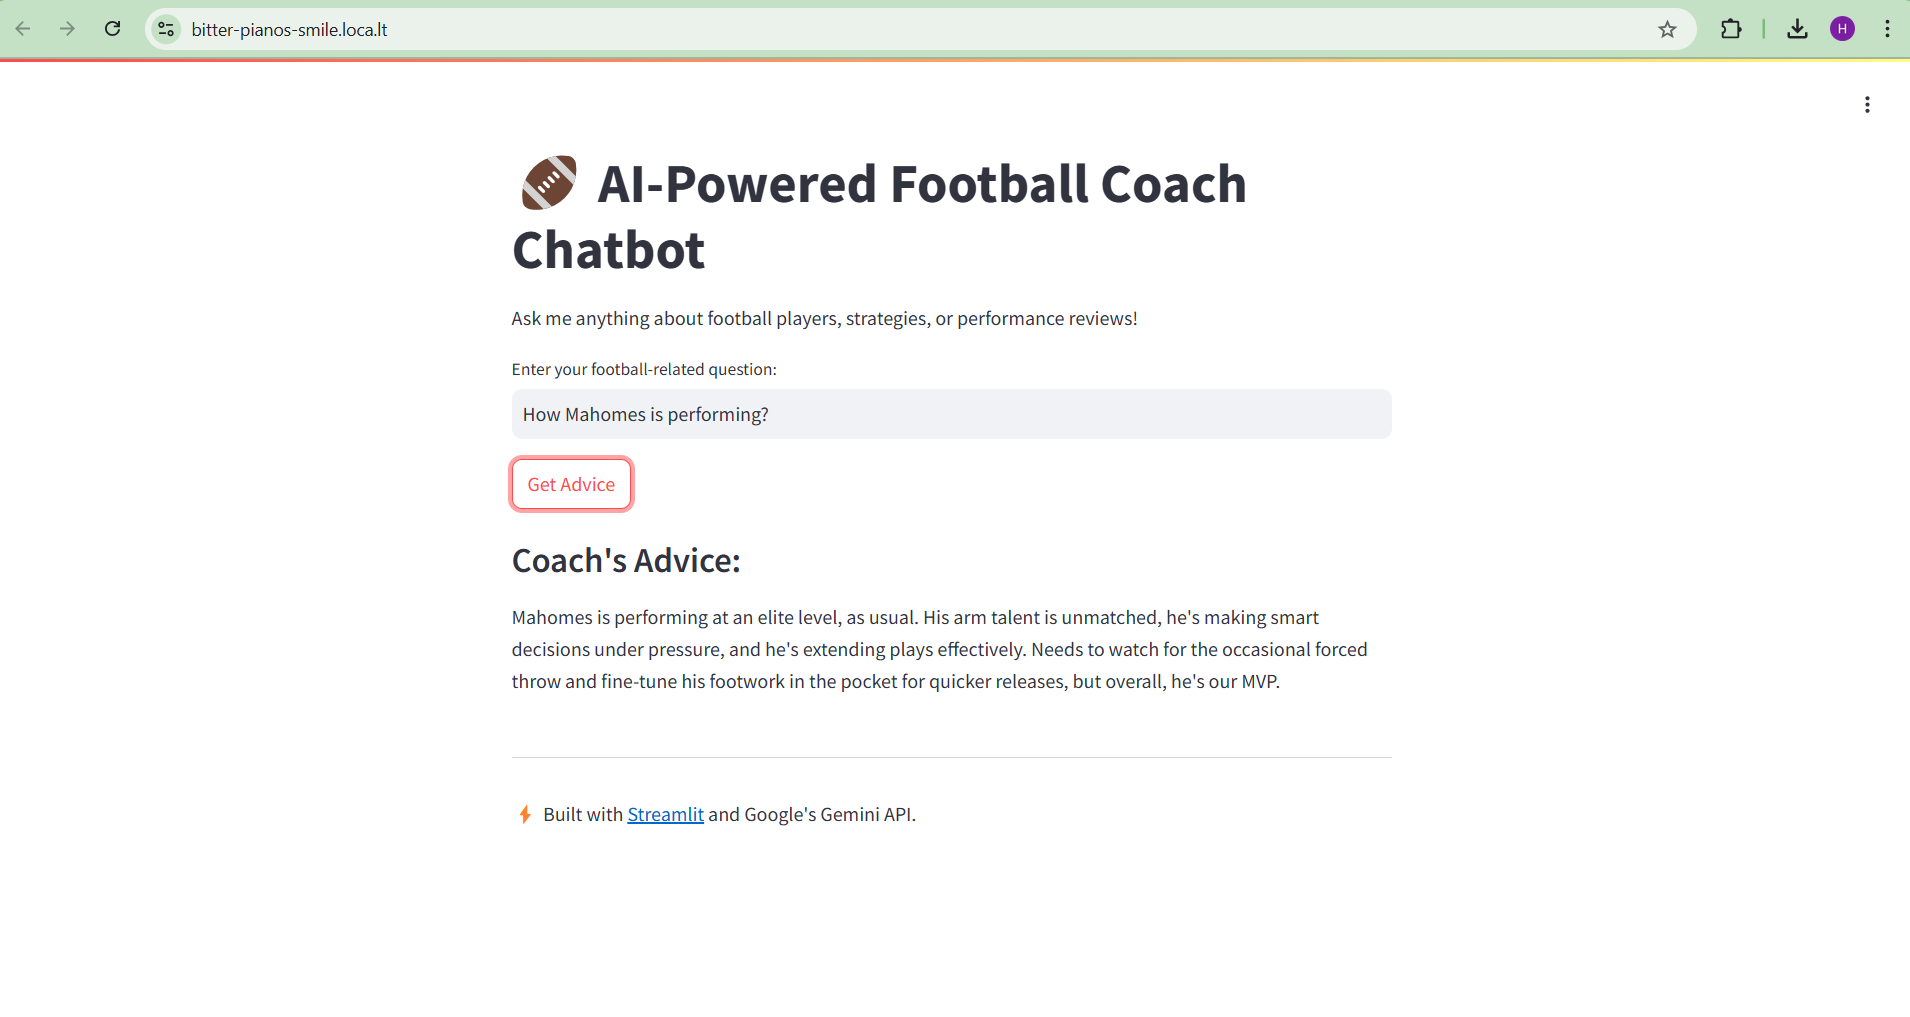 bitter-pianos-smile.loca.lt
H
AI-Powered Football Coach
Chatbot
Ask me anything about football players, strategies, or performance reviews!
Enter your football-related question:
How Mahomes is performing?
Get Advice
Coach's Advice:
Mahomes is performing at an elite level, as usual. His arm talent is unmatched, he's making smart
decisions under pressure, and he's extending plays effectively. Needs to watch for the occasional forced
throw and fine-tune his footwork in the pocket for quicker releases, but overall, he's our MVP.
Built with Streamlit and Google's Gemini API.